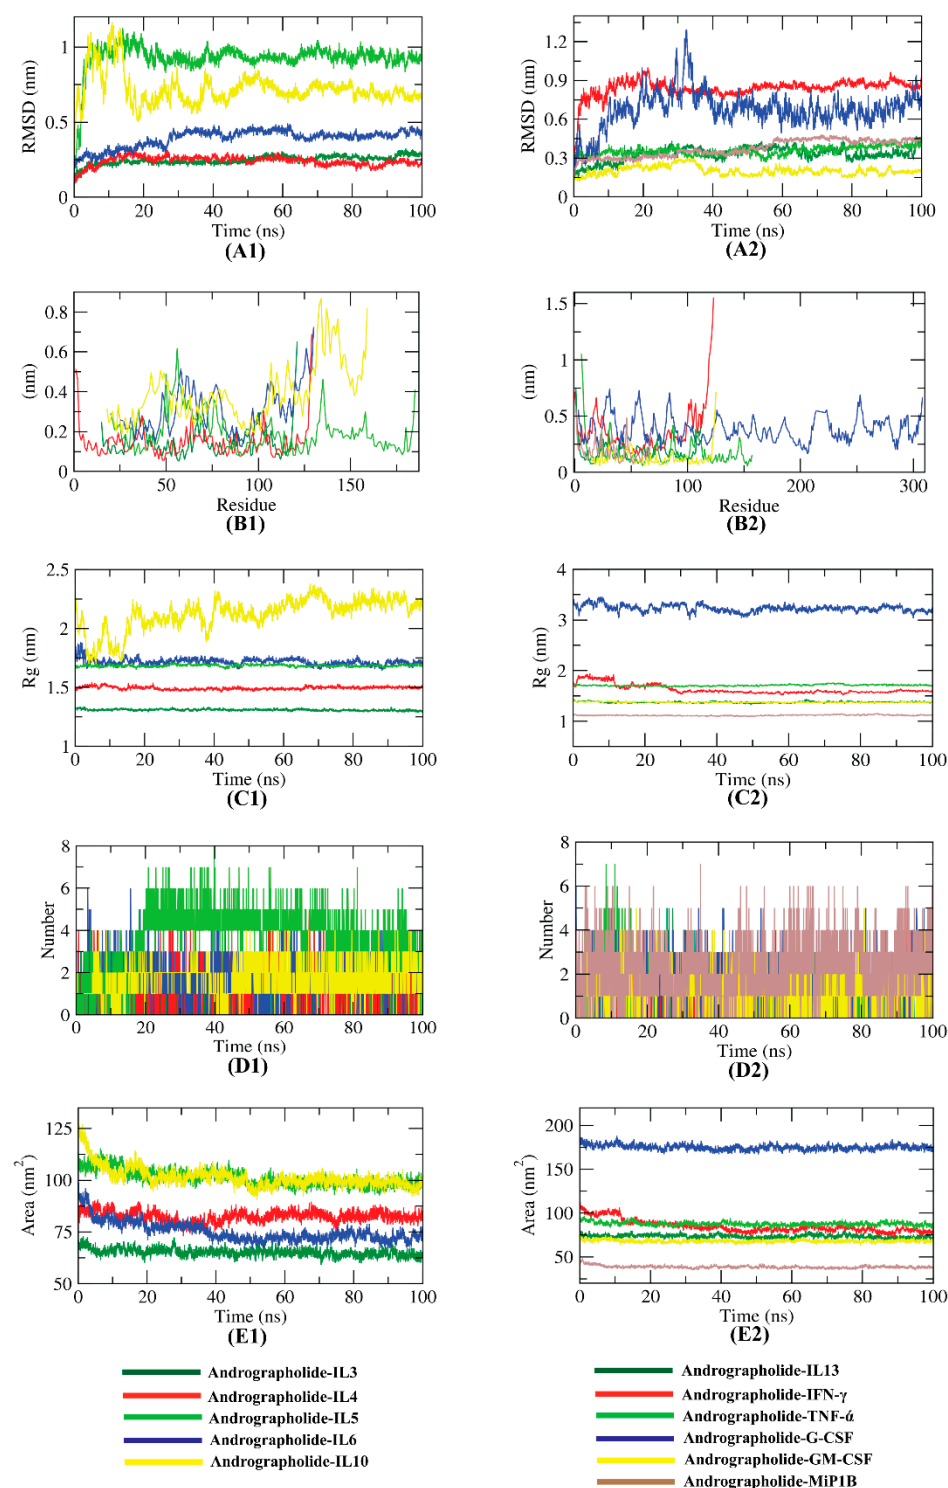 1
0.5
0
RMSD (nm)
0 20 40 60 80 100
Time (ns)
(A1)
1.2
0.9
0.6
0.3
0
RMSD (nm)
0 20 40 60 80 100
Time (ns)
(A2)
0.8
0.6
0.4
0.2
0
(nm)
50 100 150
Residue
(B1)
1.5
1
0.5
0
(nm)
0 100 200 300
Residue
(B2)
2.5
2
1.5
1
Rg (nm)
0 20 40 60 80 100
Time (ns)
(C1)
4
3
2
1
Rg (nm)
0 20 40 60 80 100
Time (ns)
(C2)
8
6
4
2
0
Number
0 20 40 60 80 100
Time (ns)
(D1)
8
6
4
2
0
Number
0 20 40 60 80 100
Time (ns)
(D2)
125
100
75
50
Area (nm²)
0 20 40 60 80 100
Time (ns)
(E1)
200
150
100
50
Area (nm²)
0 20 40 60 80 100
Time (ns)
(E2)
Andrographolide-IL3
Andrographolide-IL4
Andrographolide-IL5
Andrographolide-IL6
Andrographolide-IL10
Andrographolide-IL13
Andrographolide-IFN-γ
Andrographolide-TNF-ά
Andrographolide-G-CSF
Andrographolide-GM-CSF
Andrographolide-MiP1B